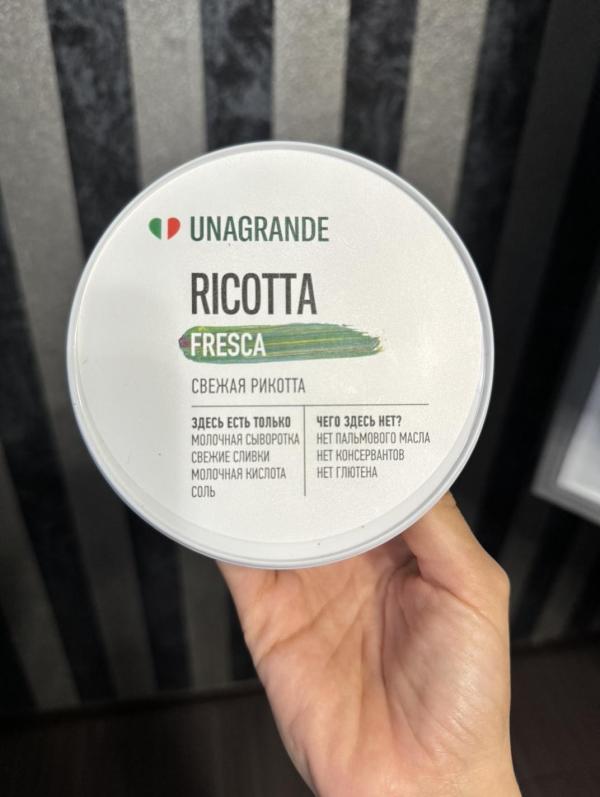 UNAGRANDE
RICOTTA
FRESCA
СВЕЖАЯ РИКОТТА
ЗДЕСЬ ЕСТЬ ТОЛЬКО
МОЛОЧНАЯ СЫВОРОТКА
СВЕЖИЕ СЛИВКИ
МОЛОЧНАЯ КИСЛОТА
СОЛЬ
ЧЕГО ЗДЕСЬ НЕТ?
НЕТ ПАЛЬМОВОГО МАСЛА
НЕТ КОНСЕРВАНТОВ
НЕТ ГЛЮТЕНА